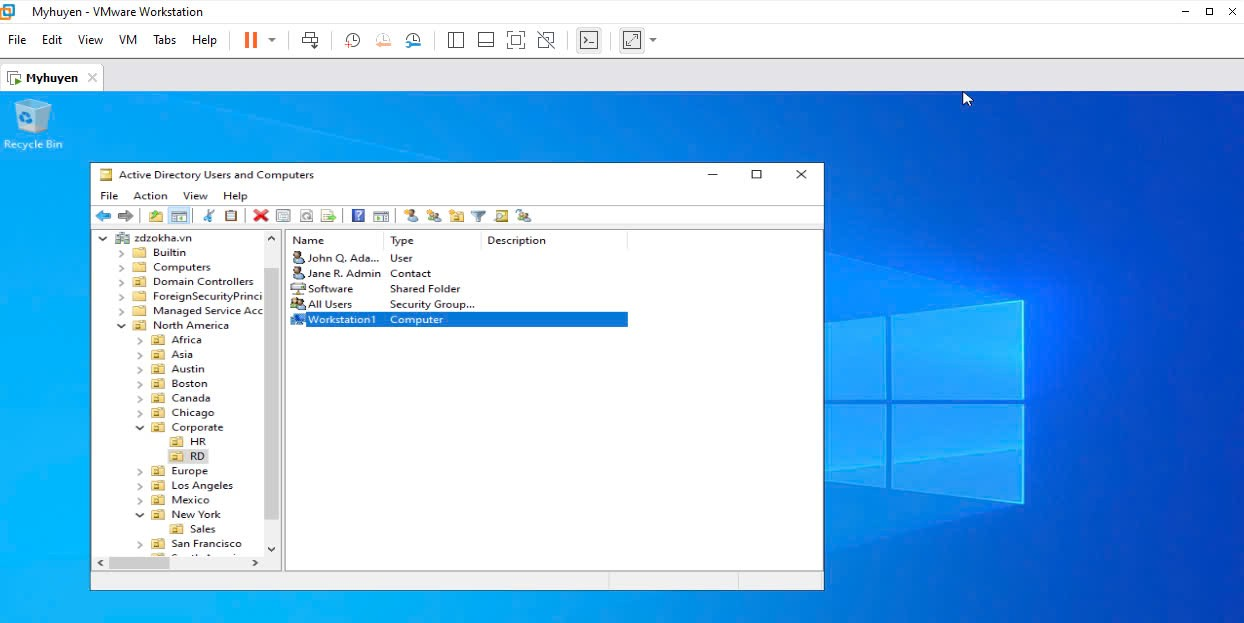 Myhuyen - VMware Workstation
File Edit View VM Tabs Help
Myhuyen
Recycle Bin
Active Directory Users and Computers
File Action View Help
zdzokha.vn
Builtin
Computers
Domain Controllers
ForeignSecurityPrinci
Managed Service Acc
North America
Africa
Asia
Austin
Boston
Canada
Chicago
Corporate
HR
RD
Europe
Los Angeles
Mexico
New York
Sales
San Francisco
Name Type Description
John Q. Ada... User
Jane R. Admin Contact
Software Shared Folder
All Users Security Group...
Workstation1 Computer